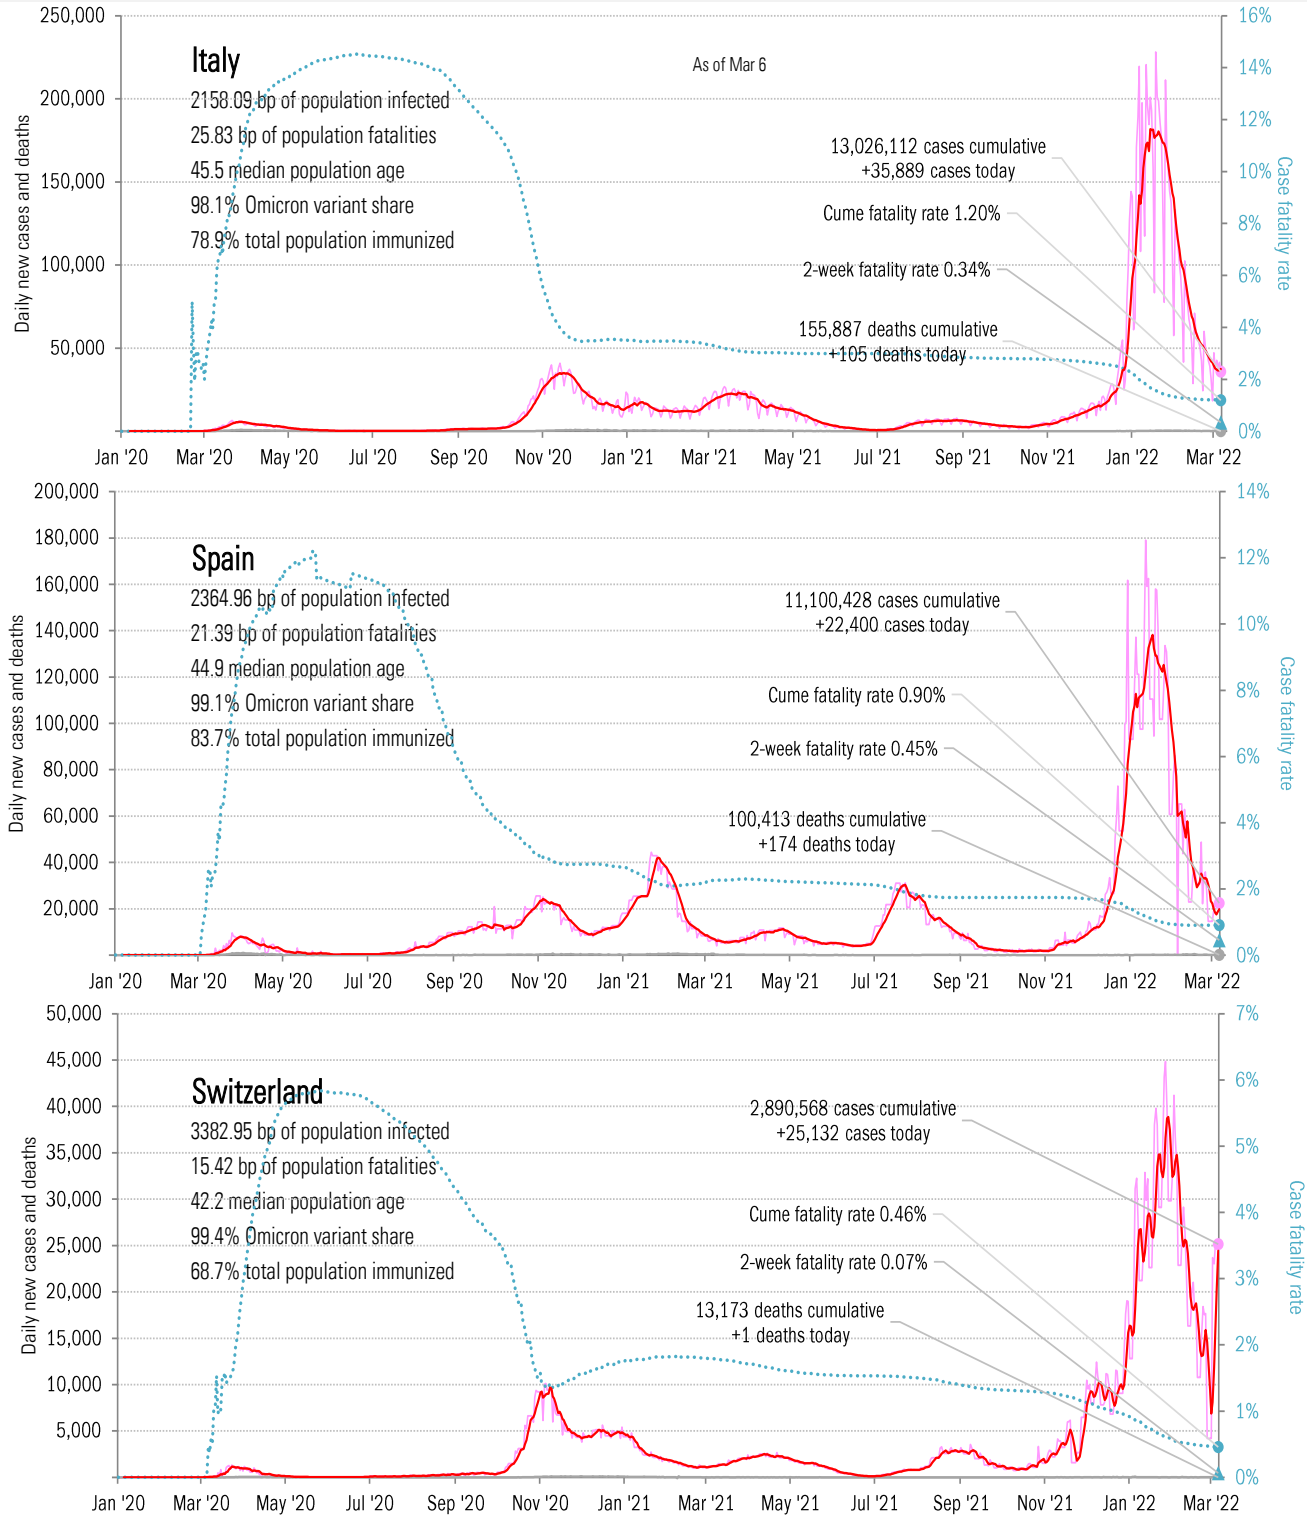 250,000
16%
Italy
As of Mar 6
14%
2158.09 bp of population infected
200,000
12%
25.83 bp of population fatalities
13,026,112 cases cumulative
+35,889 cases today
45.5 median population age
150,000
10%
98.1% Omicron variant share
Cume fatality rate 1.20%
8%
78.9% total population immunized
100,000
2-week fatality rate 0.34%
6%
155,887 deaths cumulative
+105 deaths today
50,000
4%
2%
0%
Daily new cases and deaths
Case fatality rate
Jan '20 Mar '20 May '20 Jul '20 Sep '20 Nov '20 Jan '21 Mar '21 May '21 Jul '21 Sep '21 Nov '21 Jan '22 Mar '22
200,000
14%
180,000
Spain
12%
160,000
2364.96 bp of population infected
11,100,428 cases cumulative
+22,400 cases today
140,000
10%
21.39 bp of population fatalities
44.9 median population age
120,000
8%
Cume fatality rate 0.90%
99.1% Omicron variant share
100,000
83.7% total population immunized
2-week fatality rate 0.45%
6%
80,000
100,413 deaths cumulative
+174 deaths today
60,000
4%
40,000
2%
20,000
0%
Daily new cases and deaths
Case fatality rate
Jan '20 Mar '20 May '20 Jul '20 Sep '20 Nov '20 Jan '21 Mar '21 May '21 Jul '21 Sep '21 Nov '21 Jan '22 Mar '22
50,000
7%
45,000
Switzerland
6%
40,000
2,890,568 cases cumulative
+25,132 cases today
3382.95 bp of population infected
35,000
5%
15.42 bp of population fatalities
42.2 median population age
30,000
Cume fatality rate 0.46%
4%
99.4% Omicron variant share
25,000
2-week fatality rate 0.07%
68.7% total population immunized
3%
20,000
13,173 deaths cumulative
+1 deaths today
15,000
2%
10,000
1%
5,000
0%
Daily new cases and deaths
Case fatality rate
Jan '20 Mar '20 May '20 Jul '20 Sep '20 Nov '20 Jan '21 Mar '21 May '21 Jul '21 Sep '21 Nov '21 Jan '22 Mar '22